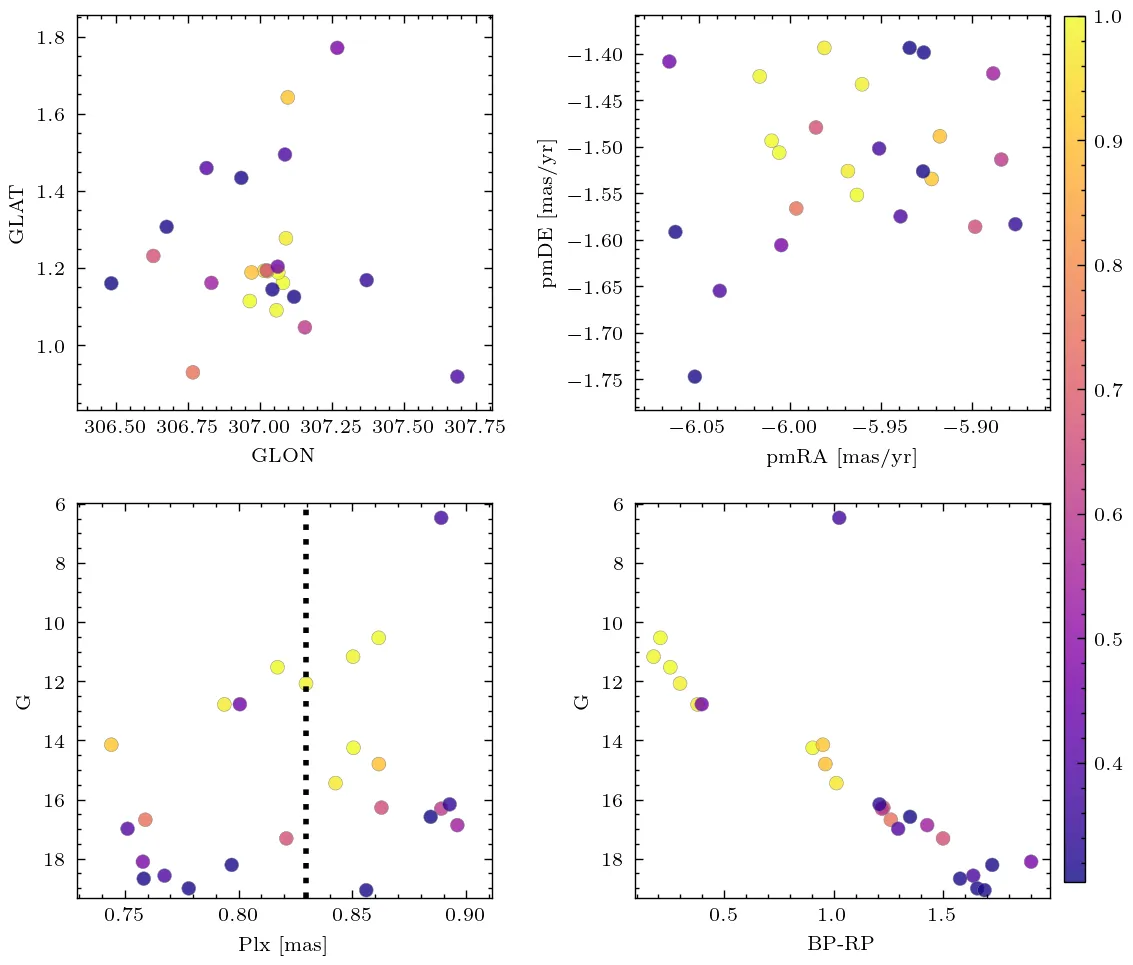 1.8
1.6
1.4
1.2
1.0
GLAT
306.50 306.75 307.00 307.25 307.50 307.75
GLON
−1.40
−1.45
−1.50
−1.55
−1.60
−1.65
−1.70
−1.75
pmDE [mas/yr]
−6.05 −6.00 −5.95 −5.90
pmRA [mas/yr]
1.0
0.9
0.8
0.7
0.6
0.5
0.4
6
8
10
12
14
16
18
G
0.75 0.80 0.85 0.90
Plx [mas]
6
8
10
12
14
16
18
G
0.5 1.0 1.5
BP-RP